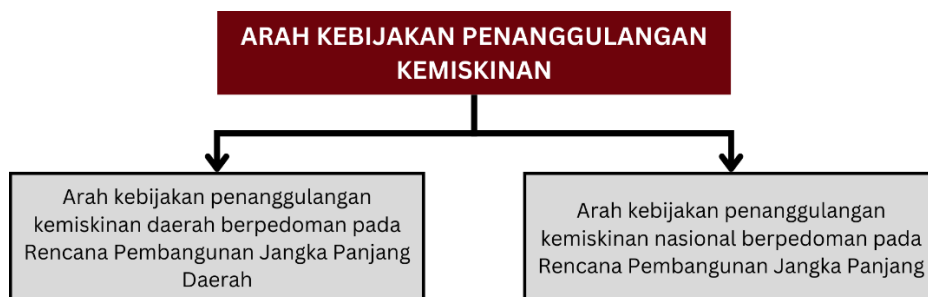 ARAH KEBIJAKAN PENANGGULANGAN
KEMISKINAN
Arah kebijakan penanggulangan
kemiskinan daerah berpedoman pada
Rencana Pembangunan Jangka Panjang
Daerah
Arah kebijakan penanggulangan
kemiskinan nasional berpedoman pada
Rencana Pembangunan Jangka Panjang